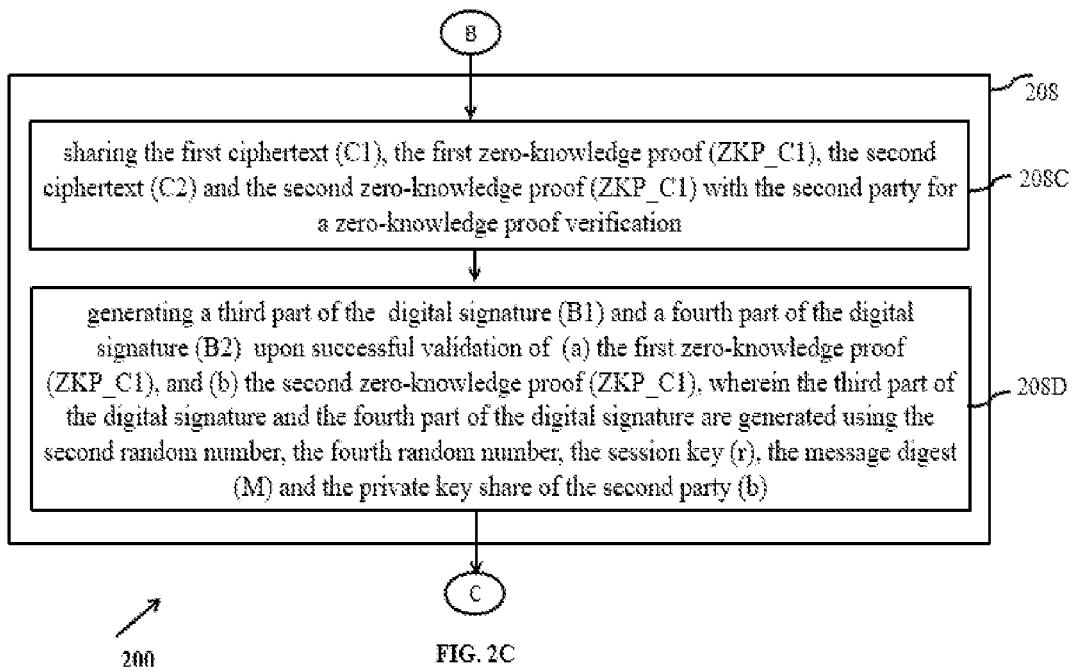 B
208
sharing the first ciphertext (C1), the first zero-knowledge proof (ZKP_C1), the second
ciphertext (C2) and the second zero-knowledge proof (ZKP_C1) with the second party for
a zero-knowledge proof verification
208C
generating a third part of the digital signature (B1) and a fourth part of the digital
signature (B2) upon successful validation of (a) the first zero-knowledge proof
(ZKP_C1), and (b) the second zero-knowledge proof (ZKP_C1), wherein the third part of
the digital signature and the fourth part of the digital signature are generated using the
second random number, the fourth random number, the session key (r), the message digest
(M) and the private key share of the second party (b)
208D
C
200
FIG. 2C